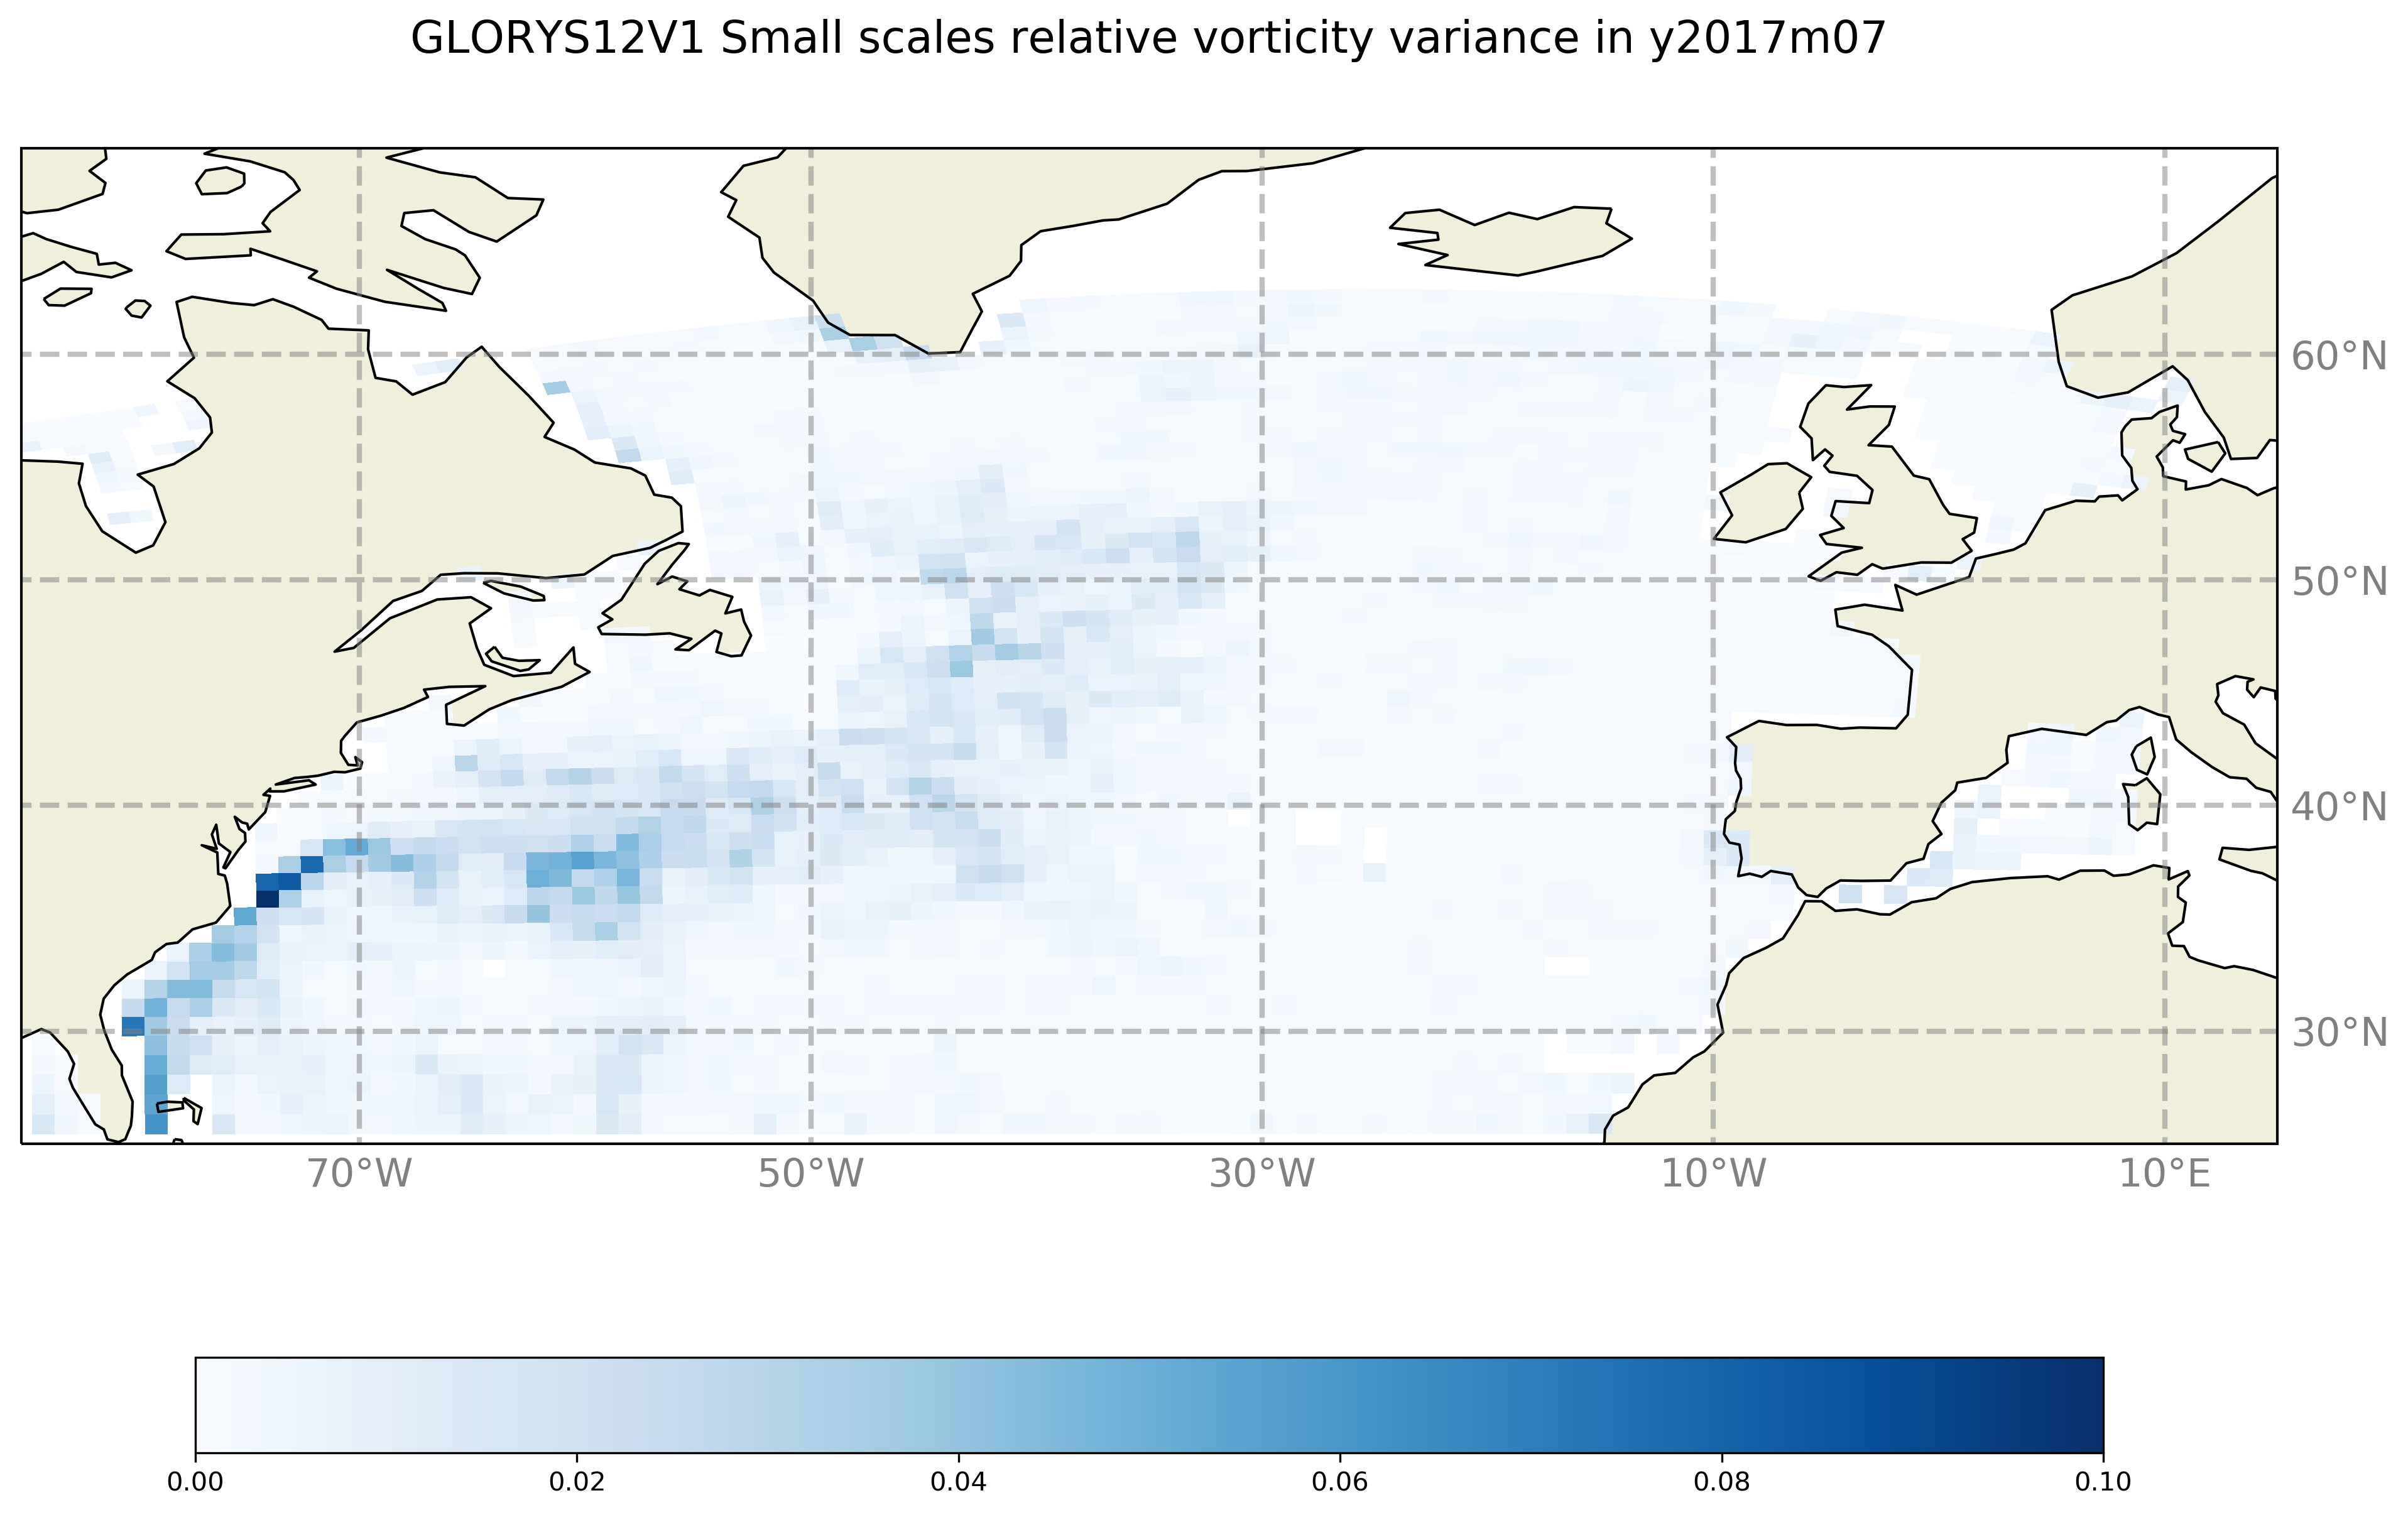 GLORYS12V1 Small scales relative vorticity variance in y2017m07
60°N
50°N
40°N
30°N
70°W 50°W 30°W 10°W 10°E
0.00 0.02 0.04 0.06 0.08 0.10